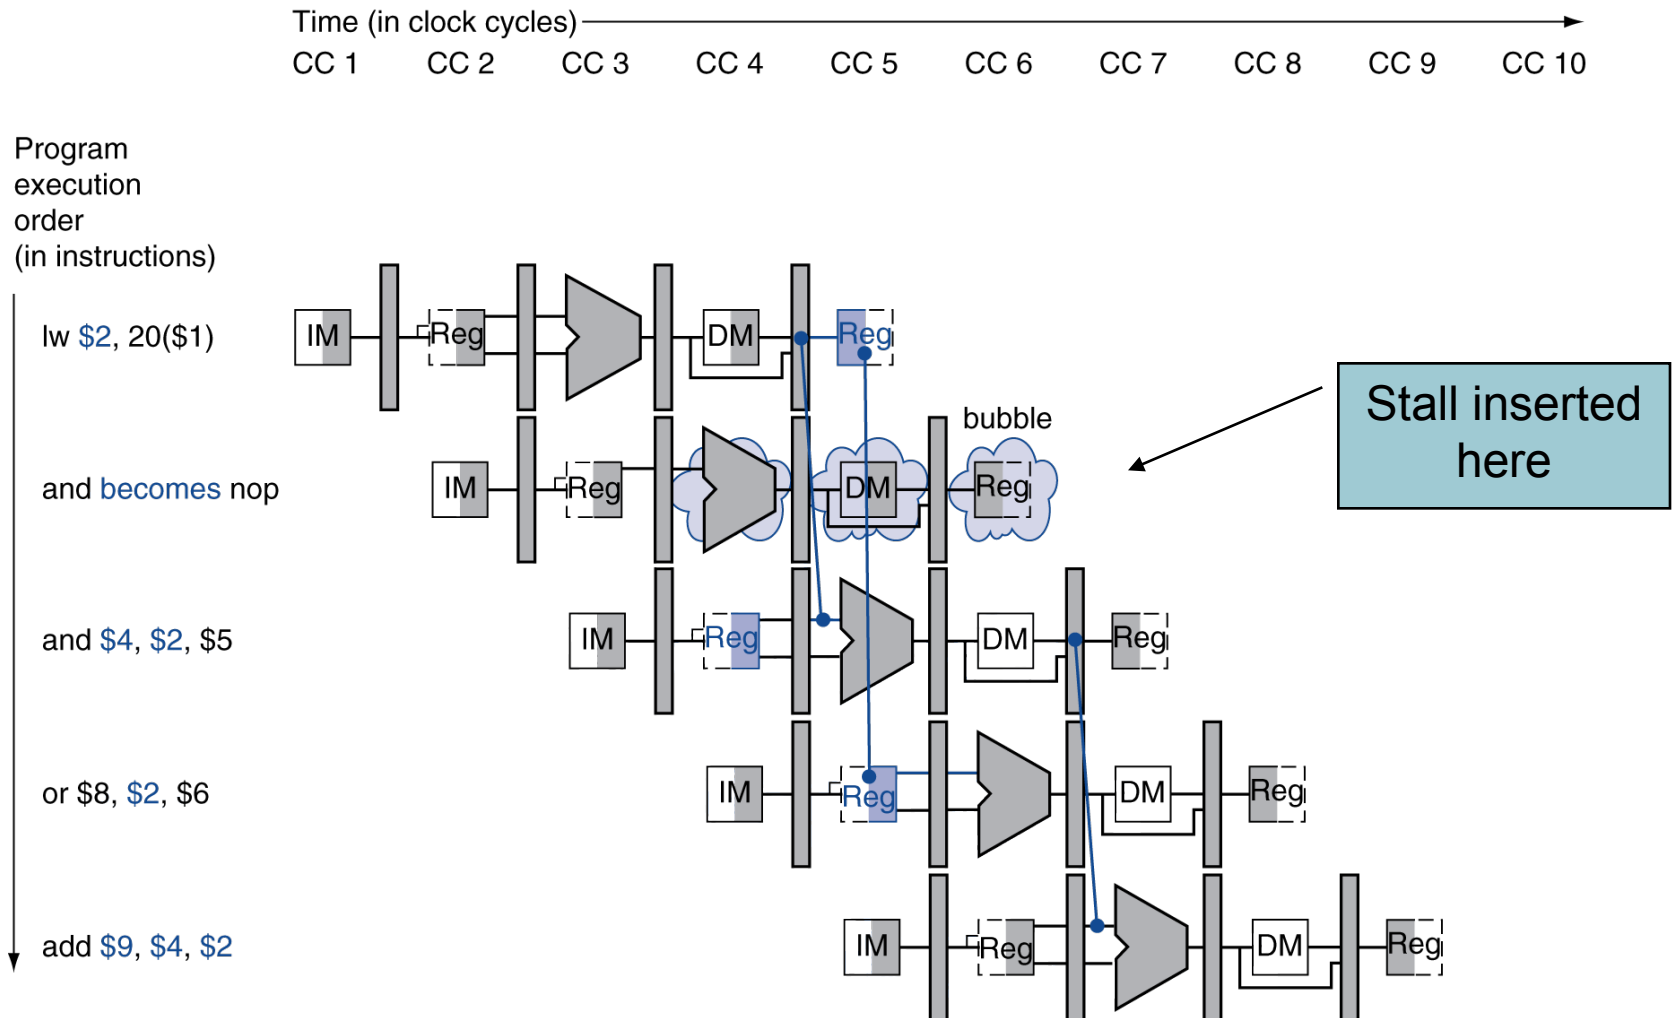 Time (in clock cycles)
CC 1 CC 2 CC 3 CC 4 CC 5 CC 6 CC 7 CC 8 CC 9 CC 10
Program
execution
order
(in instructions)
lw $2, 20($1) IM Reg DM Reg
Stall inserted
here
bubble
and becomes nop IM Reg DM Reg
and $4, $2, $5 IM Reg DM Reg
or $8, $2, $6 IM Reg DM Reg
add $9, $4, $2 IM Reg DM Reg